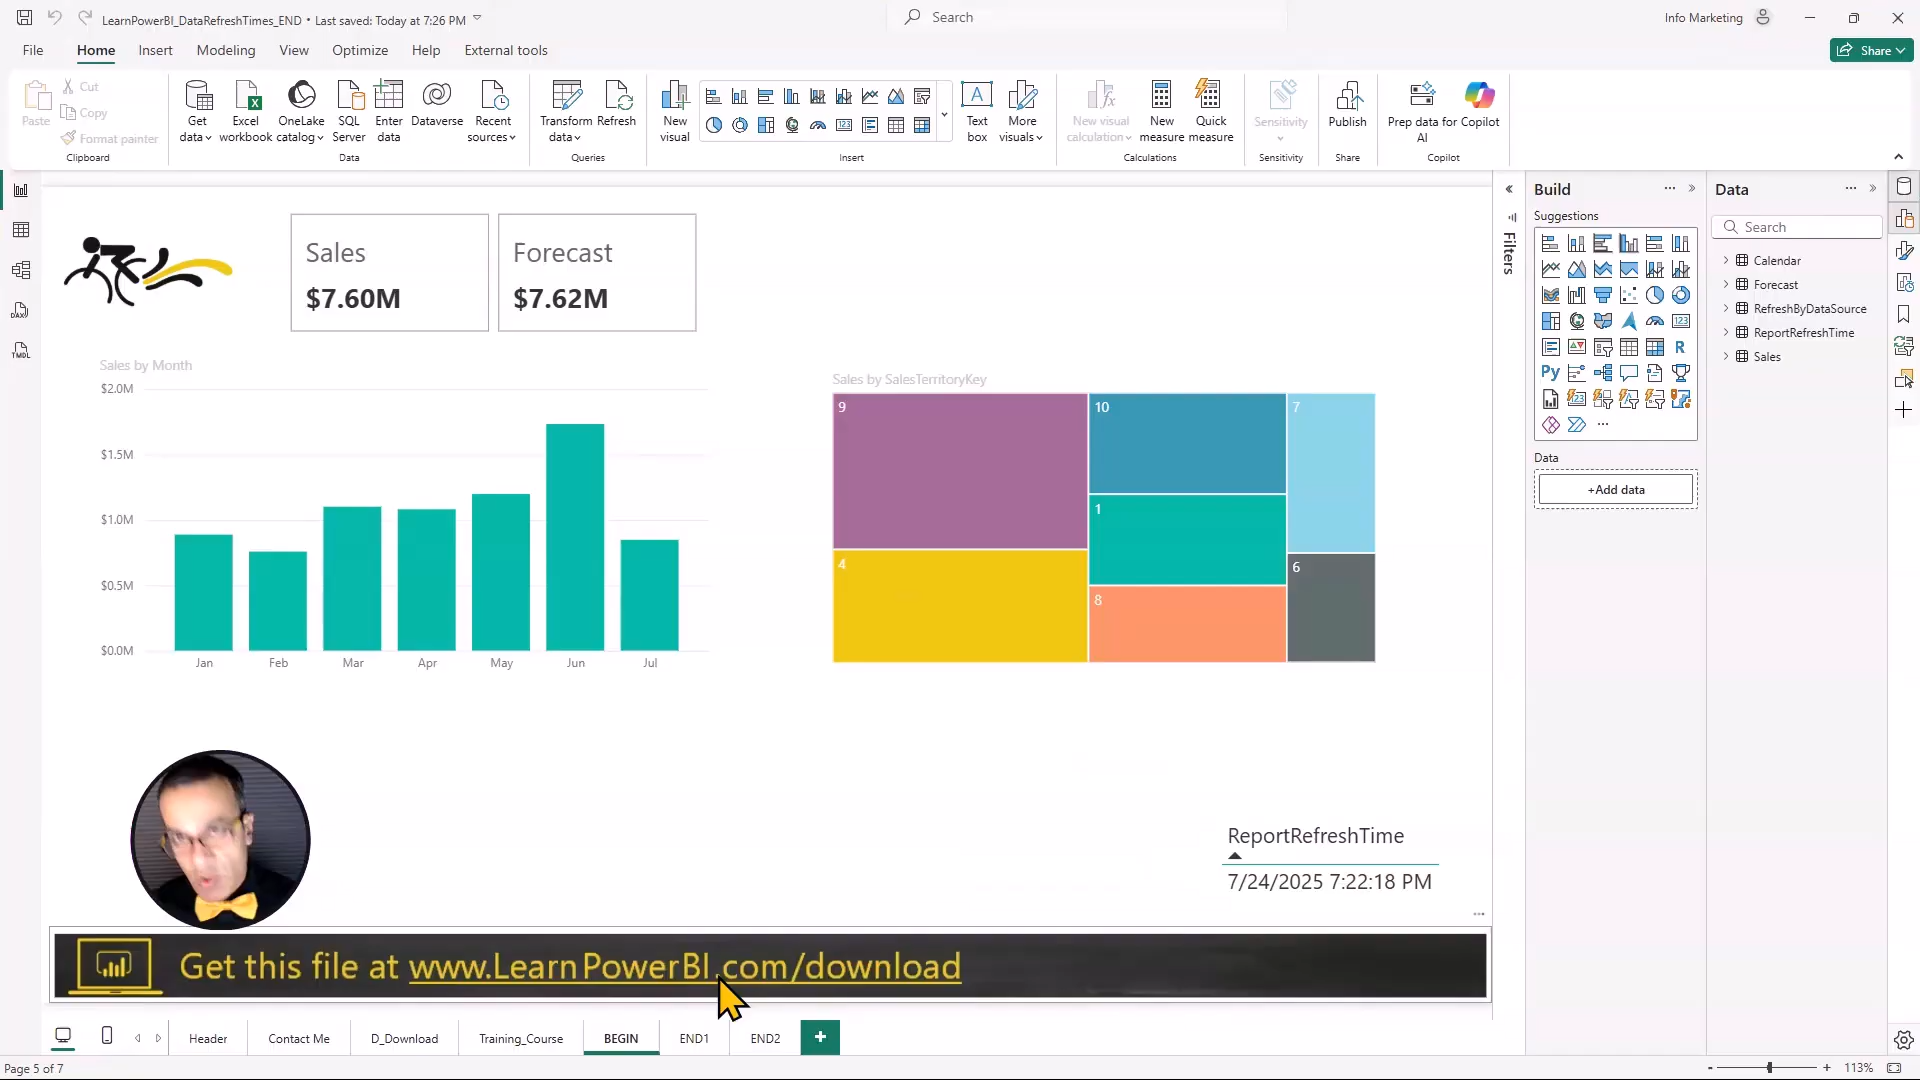 LearnPowerBI_DataRefreshTimes_END • Last saved: Today at 7:26 PM
Search
Info Marketing
File Home Insert Modeling View Optimize Help External tools
Share
Paste
Cut
Copy
Format painter
Clipboard
Get data
Excel workbook
OneLake catalog
SQL Server
Enter data
Dataverse
Recent sources
Data
Transform data
Refresh
Queries
New visual
Text box
More visuals
Insert
New visual calculation
New measure
Quick measure
Calculations
Sensitivity
Sensitivity
Publish
Share
Prep data for AI
Copilot
Copilot
Sales
$7.60M
Forecast
$7.62M
Sales by Month
$2.0M
$1.5M
$1.0M
$0.5M
$0.0M
Jan Feb Mar Apr May Jun Jul
Sales by SalesTerritoryKey
9
10
7
1
4
6
8
ReportRefreshTime
7/24/2025 7:22:18 PM
Get this file at www.LearnPowerBI.com/download
Filters
Build
Suggestions
R
Py
Data
+Add data
Data
Search
Calendar
Forecast
RefreshByDataSource
ReportRefreshTime
Sales
DAX
TMDL
Header Contact Me D_Download Training_Course BEGIN END1 END2
Page 5 of 7
113%